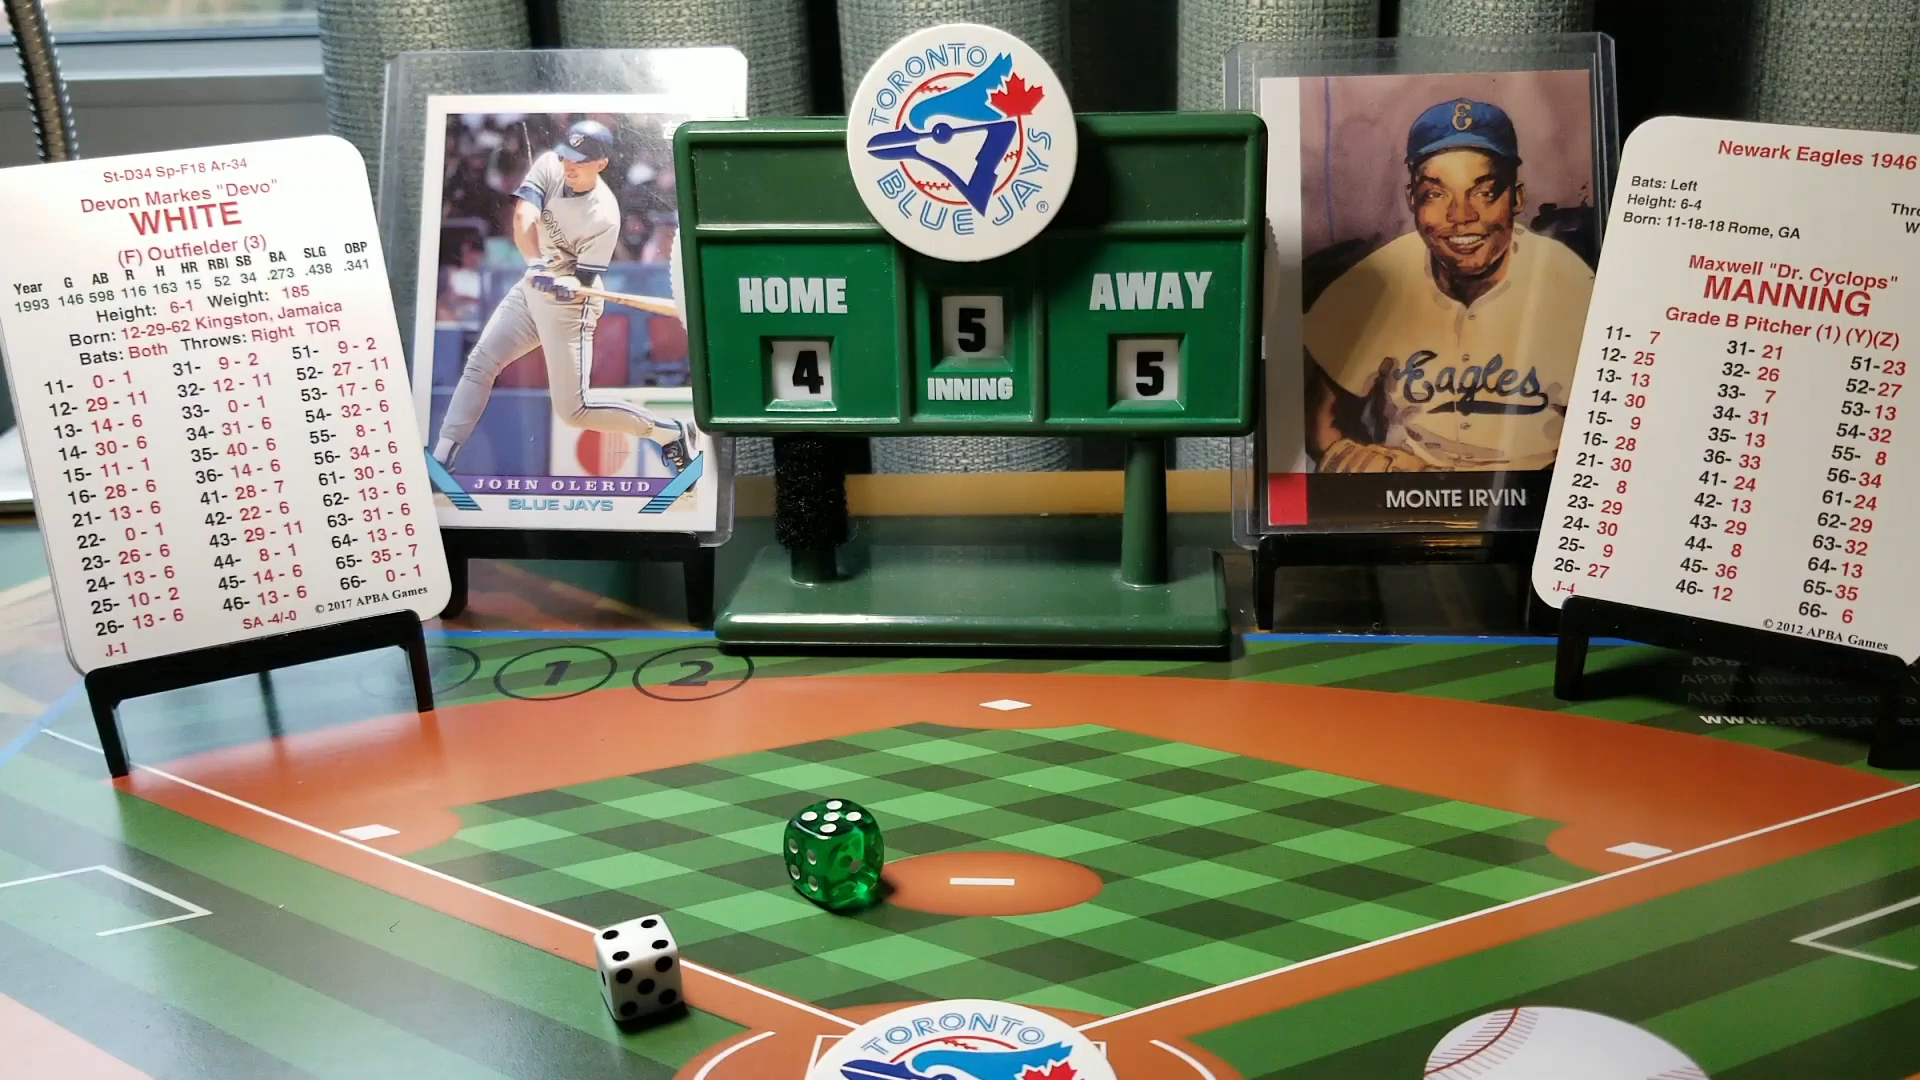 St-D34 Sp-F18 Ar-34
Devon Markes "Devo"
WHITE
(F) Outfielder (3)
Year G AB R H HR RBI SB BA SLG OBP
1993 146 598 116 163 15 52 34 .273 .438 .341
Height: 6-1 Weight: 185
Born: 12-29-62 Kingston, Jamaica
Bats: Both Throws: Right TOR
11- 0 - 1 31- 9 - 2 51- 9 - 2
12- 29 - 11 32- 12 - 11 52- 27 - 11
13- 14 - 6 33- 0 - 1 53- 17 - 6
14- 30 - 6 34- 31 - 6 54- 32 - 6
15- 11 - 1 35- 40 - 6 55- 8 - 1
16- 28 - 6 36- 14 - 6 56- 34 - 6
21- 13 - 6 41- 28 - 7 61- 30 - 6
22- 0 - 1 42- 22 - 6 62- 13 - 6
23- 26 - 6 43- 29 - 11 63- 31 - 6
24- 13 - 6 44- 8 - 1 64- 13 - 6
25- 10 - 2 45- 14 - 6 65- 35 - 7
26- 13 - 6 46- 13 - 6 66- 0 - 1
J-1 SA -4/-0 © 2017 APBA Games
JOHN OLERUD
BLUE JAYS
TORONTO
BLUE JAYS ®
HOME
4
5
INNING
AWAY
5
E
Eagles
MONTE IRVIN
Newark Eagles 1946
Bats: Left
Height: 6-4
Born: 11-18-18 Rome, GA
Maxwell "Dr. Cyclops"
MANNING
Grade B Pitcher (1) (Y)(Z)
11- 7 31- 21 51- 23
12- 25 32- 26 52- 27
13- 13 33- 7 53- 13
14- 30 34- 31 54- 32
15- 9 35- 13 55- 8
16- 28 36- 33 56- 34
21- 30 41- 24 61- 24
22- 8 42- 13 62- 29
23- 29 43- 29 63- 32
24- 30 44- 8 64- 13
25- 9 45- 36 65- 35
26- 27 46- 12 66- 6
J-4 © 2012 APBA Games
1 2
APBA
Alpharetta, Georgia
TORONTO